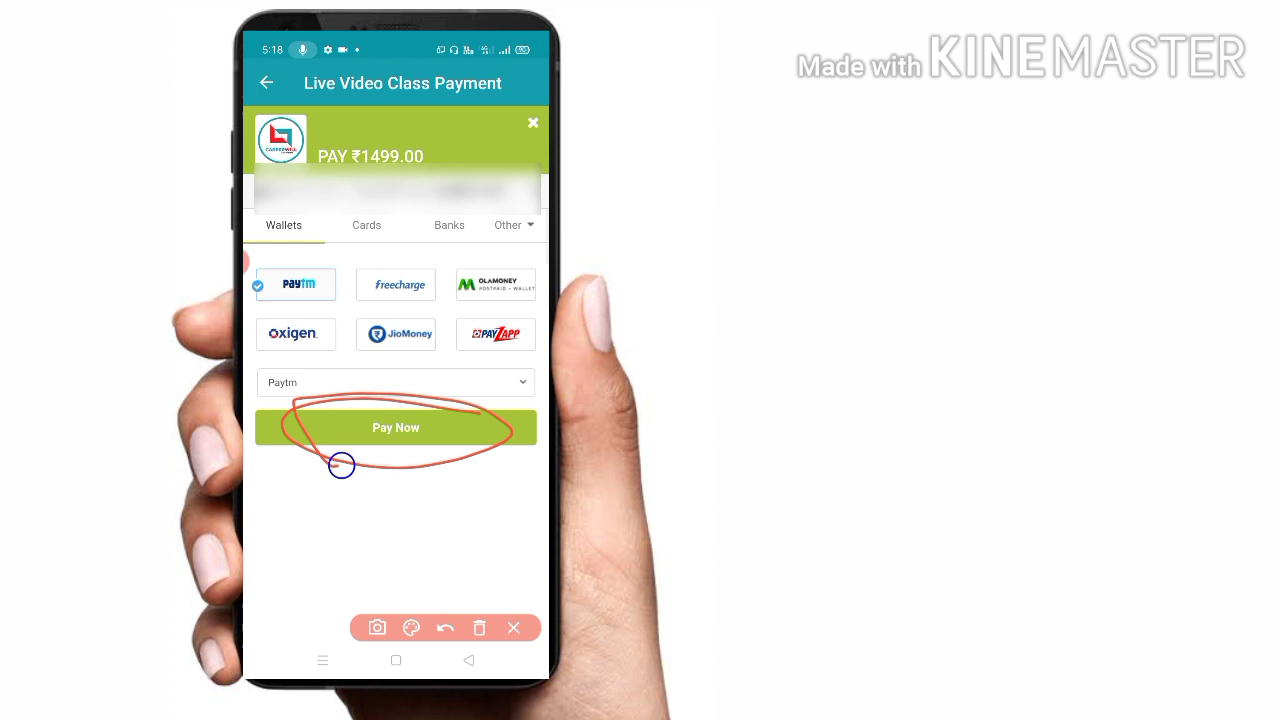 Made with KINEMASTER
5:18
Live Video Class Payment
CAREERWILL
PAY ₹1499.00
Wallets Cards Banks Other
paytm freecharge OLAMONEY
POSTPAID + WALLET
oxigen JioMoney PAYZAPP
Paytm
Pay Now